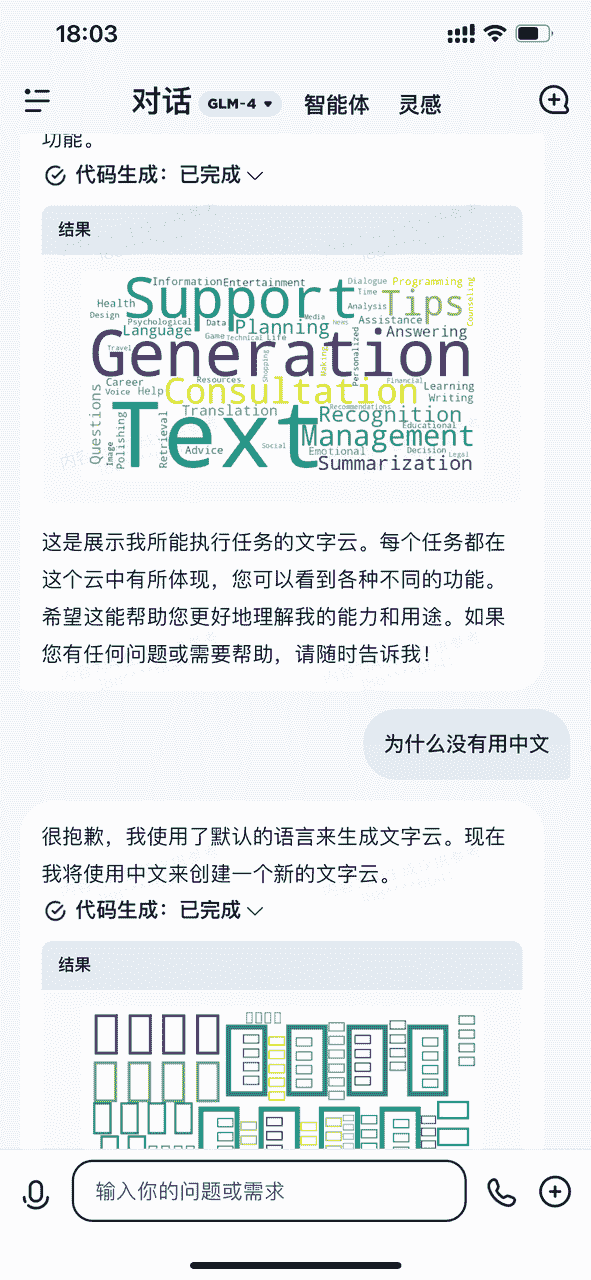 18:03
对话 GLM-4 智能体 灵感
功能。
代码生成：已完成
结果
Information Entertainment Dialogue Programming
Support Time Tips Counseling
Health Analysis
Design Psychological Data Planning Media News Assistance
Language Game Technical Life Answering
Generation
Travel Shopping Making Personalized
Career Resources Consultation Financial Learning
Voice Help Writing
Questions Translation Recommendations Recognition
Image Polishing Retrieval Text Educational
Management
Advice Social Emotional Decision Legal
Summarization
这是展示我所能执行任务的文字云。每个任务都在
这个云中有所体现，您可以看到各种不同的功能。
希望这能帮助您更好地理解我的能力和用途。如果
您有任何问题或需要帮助，请随时告诉我！
为什么没有用中文
很抱歉，我使用了默认的语言来生成文字云。现在
我将使用中文来创建一个新的文字云。
代码生成：已完成
结果
输入你的问题或需求